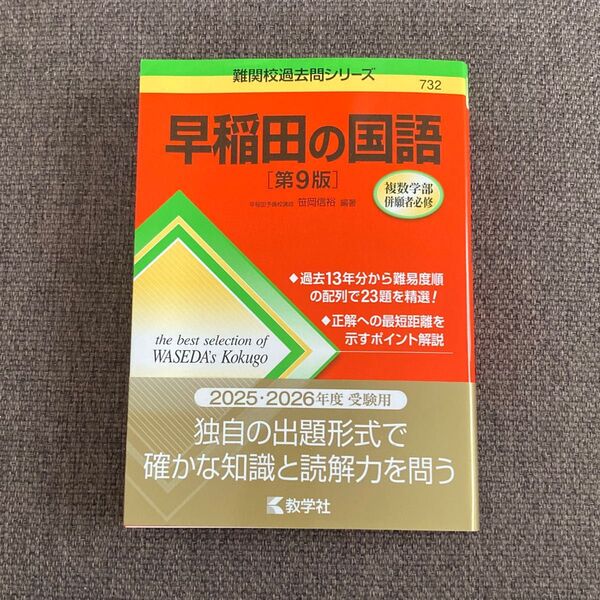 難関校過去問シリーズ
732
早稲田の国語
[第9版]
早稲田予備校講師 笹岡信裕 編著
複数学部
併願者必修
◆過去13年分から難易度順
の配列で23題を精選！
◆正解への最短距離を
示すポイント解説
the best selection of
WASEDA's Kokugo
2025・2026年度 受験用
独自の出題形式で
確かな知識と読解力を問う
教学社